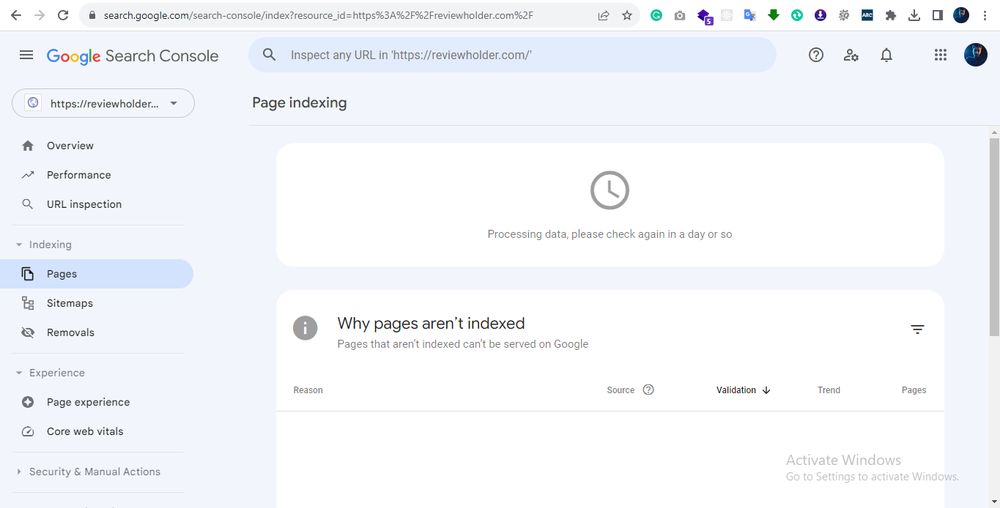 search.google.com/search-console/index?resource_id=https%3A%2F%2Freviewholder.com%2F
5
ABC
Google Search Console
Inspect any URL in 'https://reviewholder.com/'
https://reviewholder...
Page indexing
Overview
Performance
URL inspection
Indexing
Pages
Sitemaps
Removals
Experience
Page experience
Core web vitals
Security & Manual Actions
Processing data, please check again in a day or so
Why pages aren't indexed
Pages that aren't indexed can't be served on Google
Reason
Source
Validation
Trend
Pages
Activate Windows
Go to Settings to activate Windows.